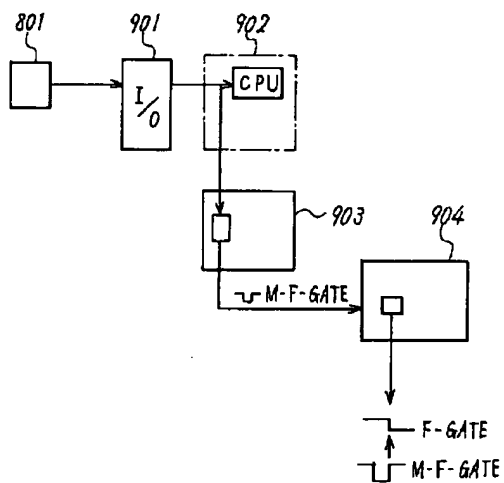 801
901
902
I/O
CPU
903
904
M-F-GATE
F-GATE
M-F-GATE